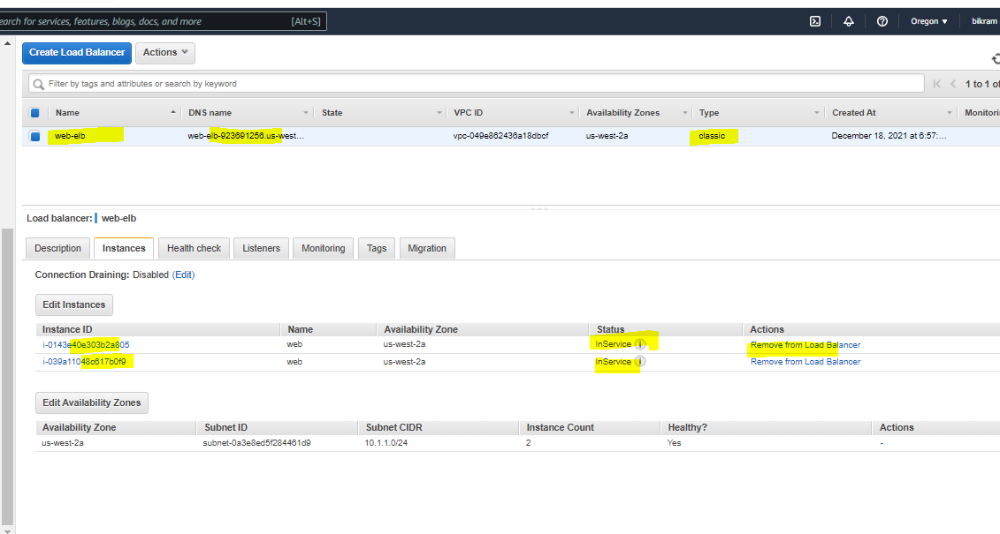 earch for services, features, blogs, docs, and more [Alt+S] Oregon ▼ bikram
Create Load Balancer Actions
Filter by tags and attributes or search by keyword 1 to 1 of
Name DNS name State VPC ID Availability Zones Type Created At Monitori
web-elb web-elb-923691256.us-west... vpc-049e862436a18dbcf us-west-2a classic December 18, 2021 at 6:57:...
Load balancer: web-elb
Description Instances Health check Listeners Monitoring Tags Migration
Connection Draining: Disabled (Edit)
Edit Instances
Instance ID Name Availability Zone Status Actions
i-0143e40e303b2a805 web us-west-2a InService i Remove from Load Balancer
i-039a11048c617b0f9 web us-west-2a InService i Remove from Load Balancer
Edit Availability Zones
Availability Zone Subnet ID Subnet CIDR Instance Count Healthy? Actions
us-west-2a subnet-0a3e8ed5f284461d9 10.1.1.0/24 2 Yes -